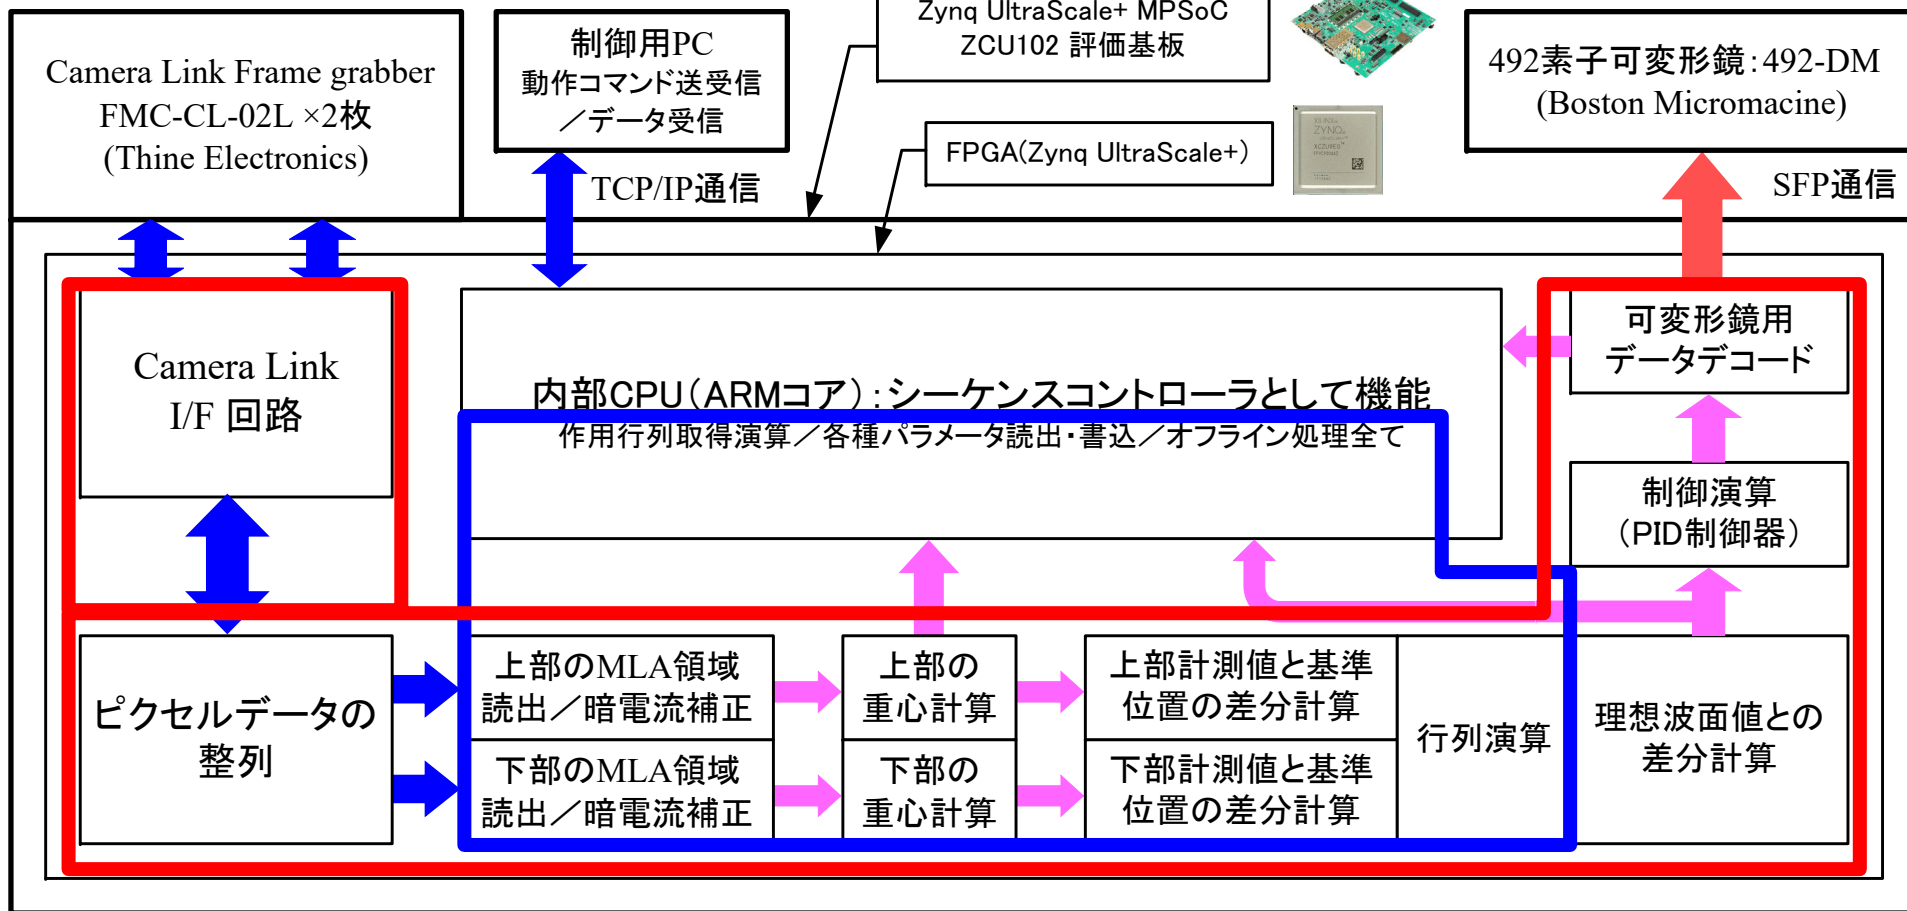 Camera Link Frame grabber
FMC-CL-02L ×2枚
(Thine Electronics)
制御用PC
動作コマンド送受信
／データ受信
Zynq UltraScale+ MPSoC
ZCU102 評価基板
492素子可変形鏡：492-DM
(Boston Micromacine)
FPGA(Zynq UltraScale+)
ZYNQ
TCP/IP通信
SFP通信
Camera Link
I/F 回路
内部CPU（ARMコア）：シーケンスコントローラとして機能
作用行列取得演算／各種パラメータ読出・書込／オフライン処理全て
可変形鏡用
データデコード
制御演算
（PID制御器）
ピクセルデータの
整列
上部のMLA領域
読出／暗電流補正
下部のMLA領域
読出／暗電流補正
上部の
重心計算
下部の
重心計算
上部計測値と基準
位置の差分計算
下部計測値と基準
位置の差分計算
行列演算
理想波面値との
差分計算